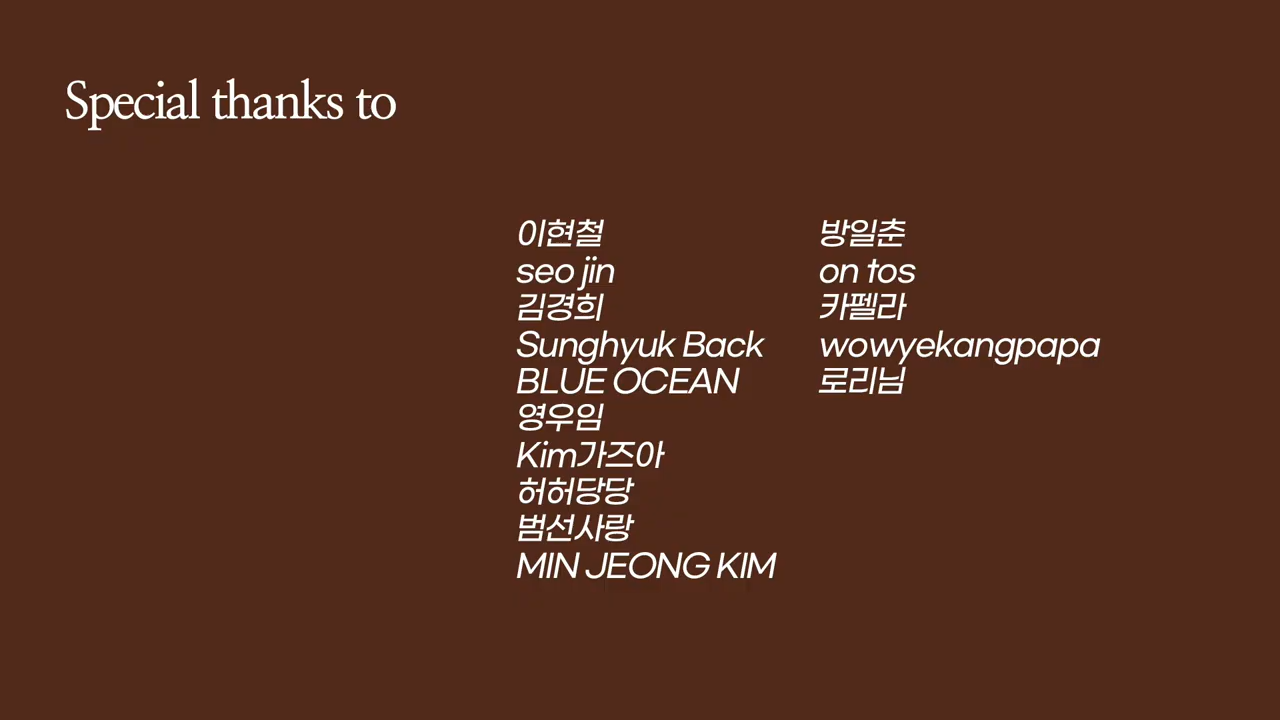 Special thanks to
이현철
seo jin
김경희
Sunghyuk Back
BLUE OCEAN
영우임
Kim가즈아
허허당당
범선사랑
MIN JEONG KIM
방일춘
on tos
카펠라
wowyekangpapa
로리님